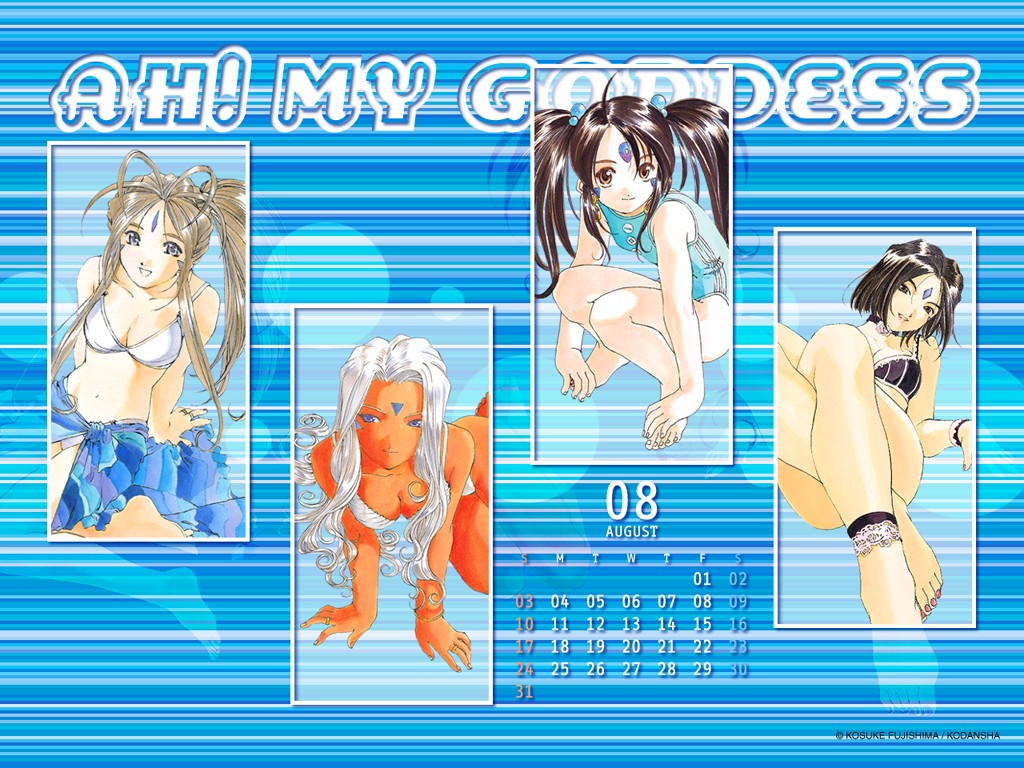 AH! MY GODDESS
08
AUGUST
S M T W T F S
01 02
03 04 05 06 07 08 09
10 11 12 13 14 15 16
17 18 19 20 21 22 23
24 25 26 27 28 29 30
31
© KOSUKE FUJISHIMA / KODANSHA